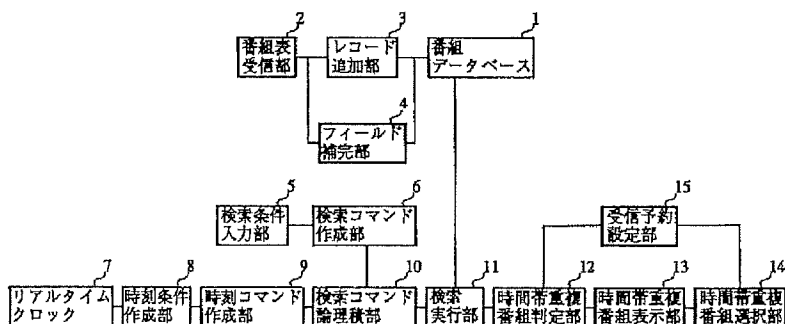 2
3
1
番組表
受信部
レコード
追加部
番組
データベース
4
フィールド
補完部
5
6
15
検索条件
入力部
検索コマンド
作成部
受信予約
設定部
7
8
9
10
11
12
13
14
リアルタイム
クロック
時刻条件
作成部
時刻コマンド
作成部
検索コマンド
論理積部
検索
実行部
時間帯重複
番組判定部
時間帯重複
番組表示部
時間帯重複
番組選択部